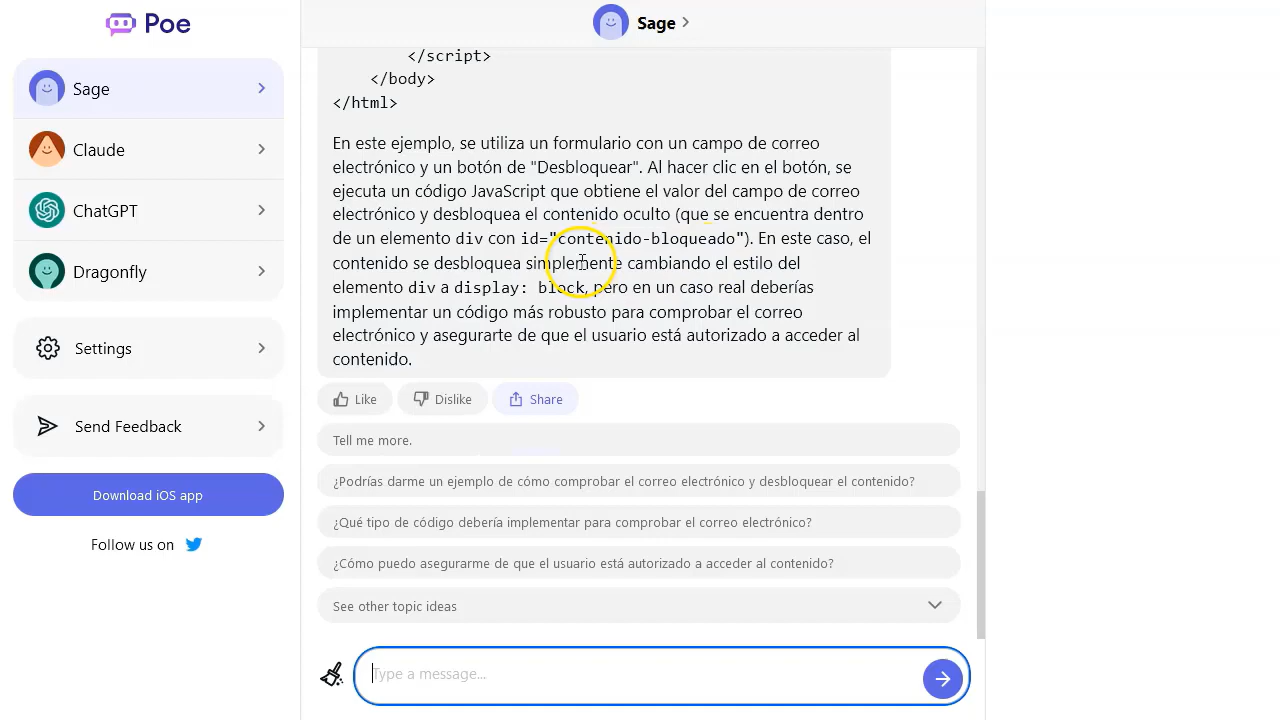 Poe
Sage
Claude
ChatGPT
Dragonfly
Settings
Send Feedback
Download iOS app
Follow us on
Sage
</script>
</body>
</html>
En este ejemplo, se utiliza un formulario con un campo de correo
electrónico y un botón de "Desbloquear". Al hacer clic en el botón, se
ejecuta un código JavaScript que obtiene el valor del campo de correo
electrónico y desbloquea el contenido oculto (que se encuentra dentro
de un elemento div con id="contenido-bloqueado"). En este caso, el
contenido se desbloquea simplemente cambiando el estilo del
elemento div a display: block, pero en un caso real deberías
implementar un código más robusto para comprobar el correo
electrónico y asegurarte de que el usuario está autorizado a acceder al
contenido.
Like Dislike Share
Tell me more.
¿Podrías darme un ejemplo de cómo comprobar el correo electrónico y desbloquear el contenido?
¿Qué tipo de código debería implementar para comprobar el correo electrónico?
¿Cómo puedo asegurarme de que el usuario está autorizado a acceder al contenido?
See other topic ideas
Type a message...